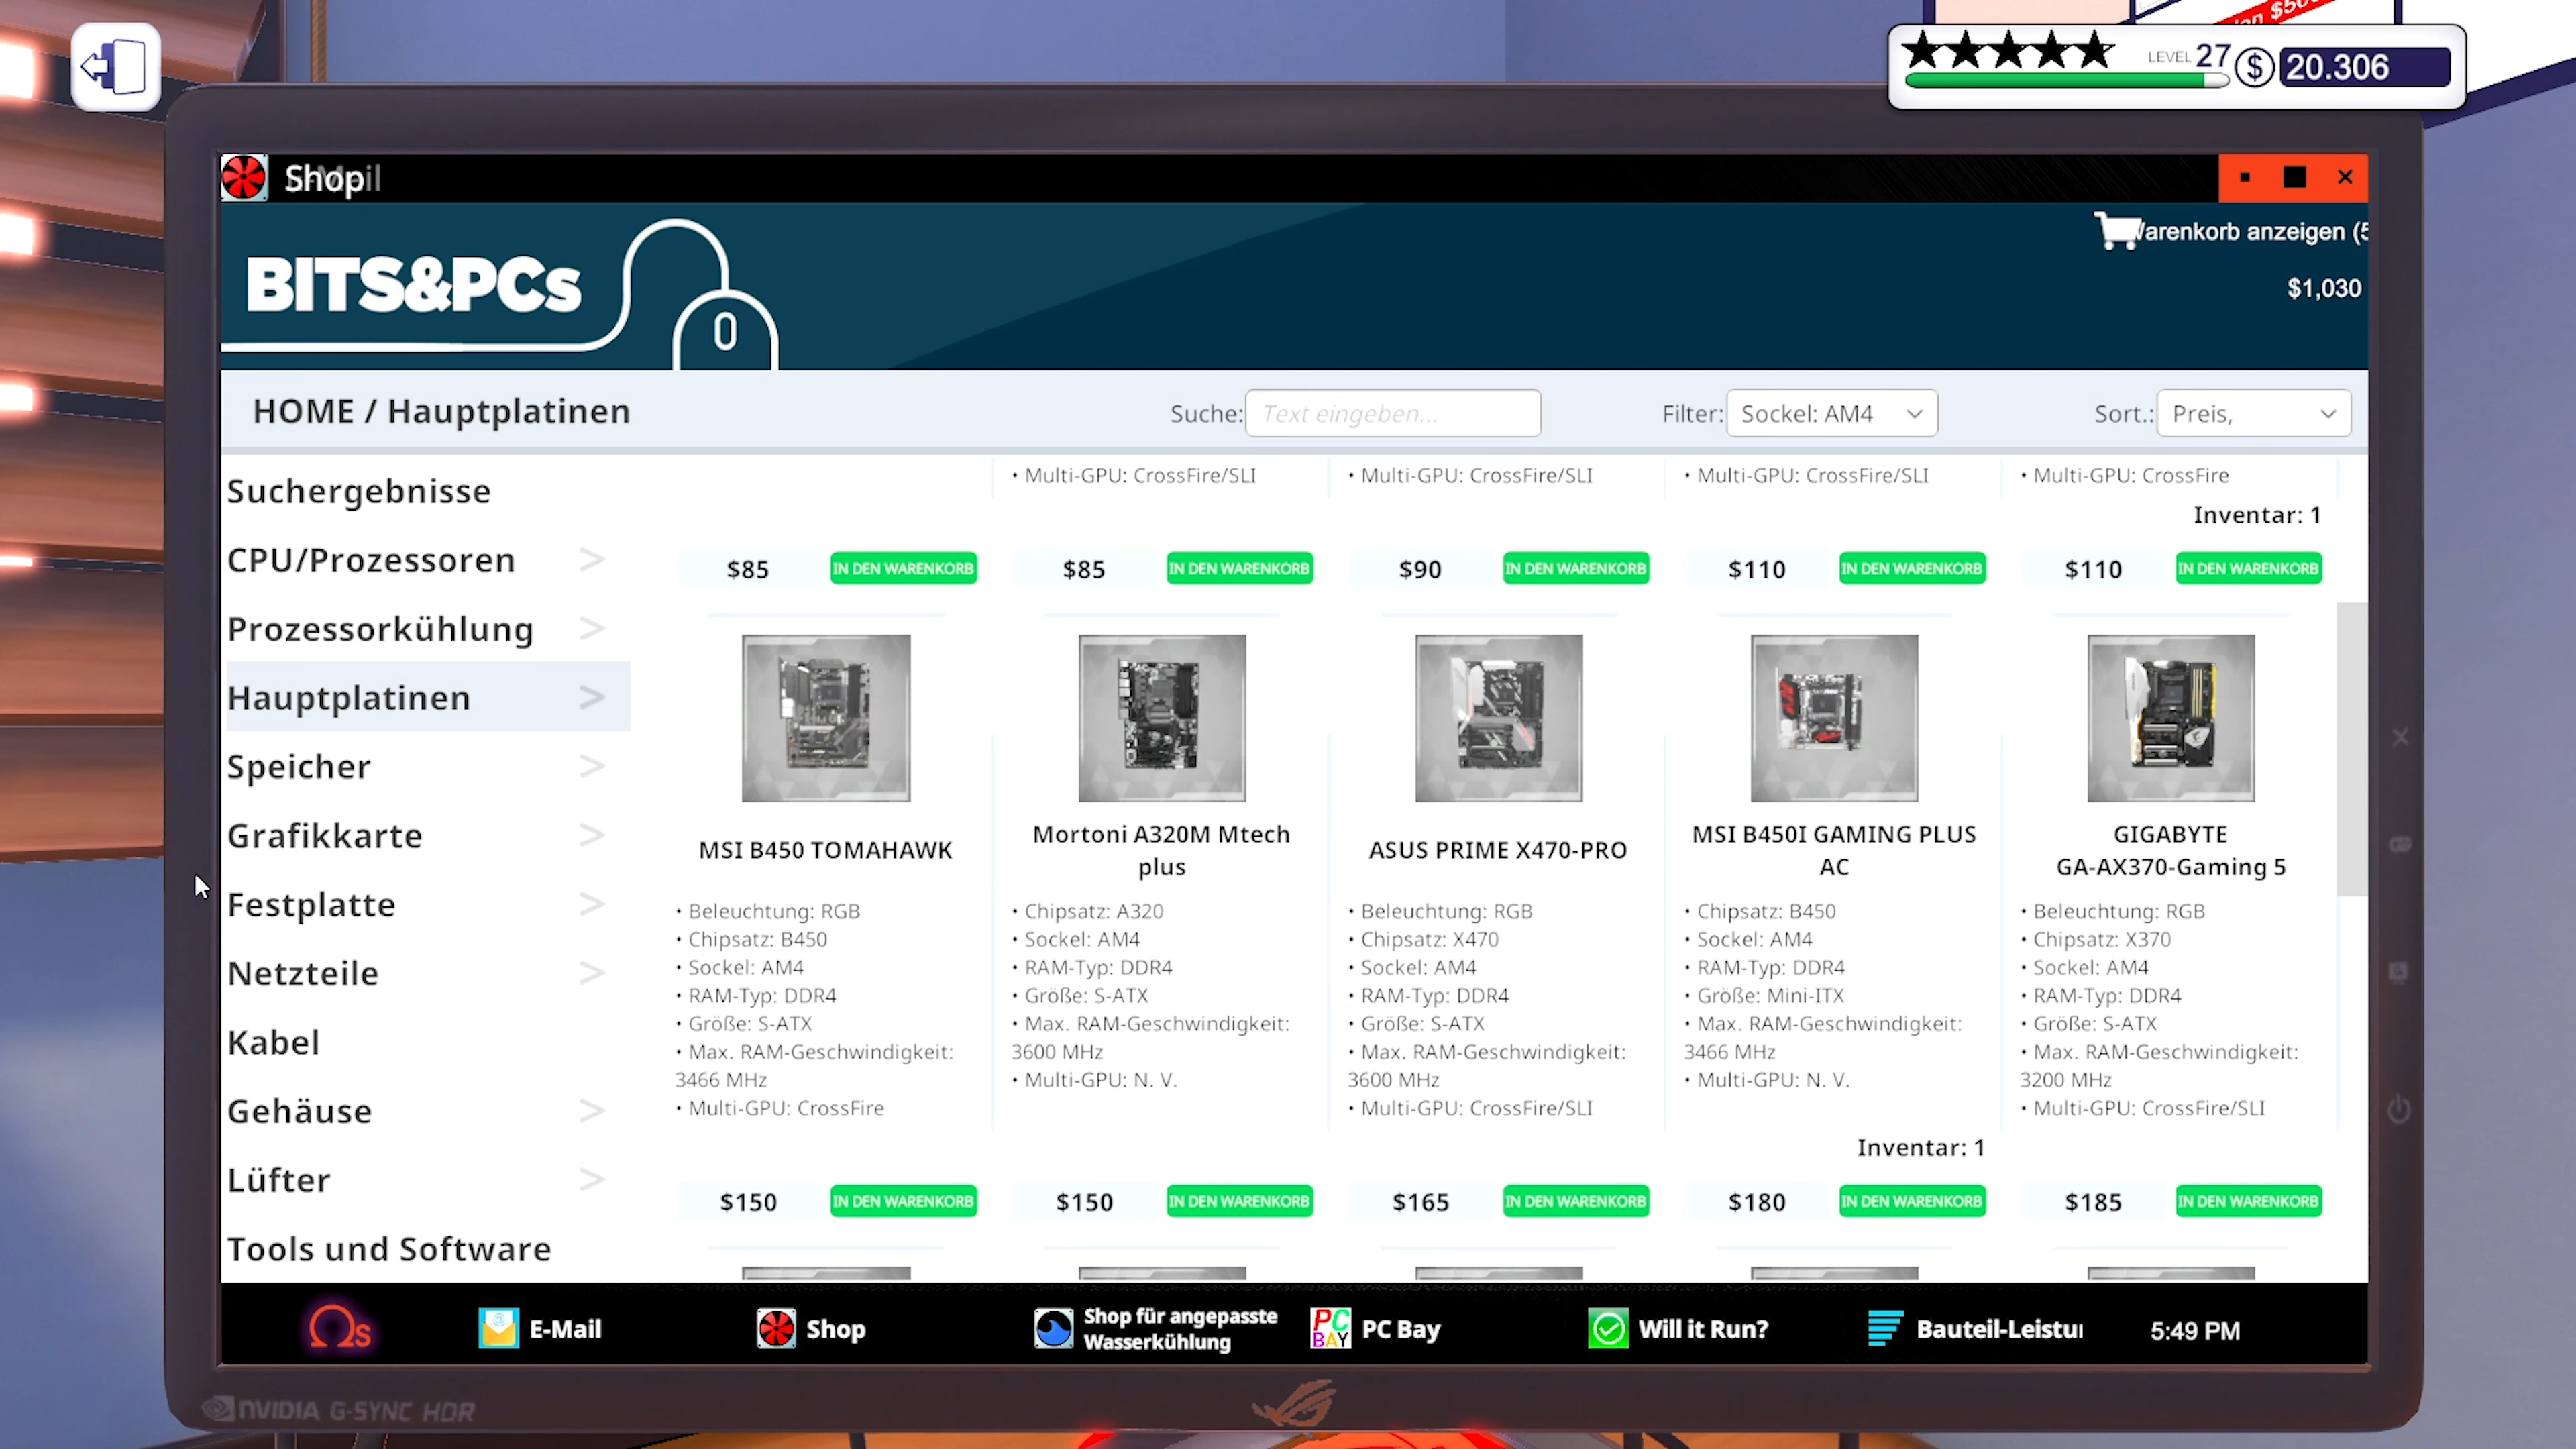 LEVEL 27
$ 20.306
Shop
BITS&PCs
arenkorb anzeigen (5
$1,030
HOME / Hauptplatinen
Suche:
Text eingeben...
Filter:
Sockel: AM4
Sort.:
Preis,
Suchergebnisse
CPU/Prozessoren >
Prozessorkühlung >
Hauptplatinen >
Speicher >
Grafikkarte >
Festplatte >
Netzteile >
Kabel
Gehäuse >
Lüfter >
Tools und Software
$85
IN DEN WARENKORB
• Multi-GPU: CrossFire/SLI
$85
IN DEN WARENKORB
• Multi-GPU: CrossFire/SLI
$90
IN DEN WARENKORB
• Multi-GPU: CrossFire/SLI
$110
IN DEN WARENKORB
• Multi-GPU: CrossFire
Inventar: 1
$110
IN DEN WARENKORB
MSI B450 TOMAHAWK
• Beleuchtung: RGB
• Chipsatz: B450
• Sockel: AM4
• RAM-Typ: DDR4
• Größe: S-ATX
• Max. RAM-Geschwindigkeit:
3466 MHz
• Multi-GPU: CrossFire
$150
IN DEN WARENKORB
Mortoni A320M Mtech
plus
• Chipsatz: A320
• Sockel: AM4
• RAM-Typ: DDR4
• Größe: S-ATX
• Max. RAM-Geschwindigkeit:
3600 MHz
• Multi-GPU: N. V.
$150
IN DEN WARENKORB
ASUS PRIME X470-PRO
• Beleuchtung: RGB
• Chipsatz: X470
• Sockel: AM4
• RAM-Typ: DDR4
• Größe: S-ATX
• Max. RAM-Geschwindigkeit:
3600 MHz
• Multi-GPU: CrossFire/SLI
$165
IN DEN WARENKORB
MSI B450I GAMING PLUS
AC
• Chipsatz: B450
• Sockel: AM4
• RAM-Typ: DDR4
• Größe: Mini-ITX
• Max. RAM-Geschwindigkeit:
3466 MHz
• Multi-GPU: N. V.
Inventar: 1
$180
IN DEN WARENKORB
GIGABYTE
GA-AX370-Gaming 5
• Beleuchtung: RGB
• Chipsatz: X370
• Sockel: AM4
• RAM-Typ: DDR4
• Größe: S-ATX
• Max. RAM-Geschwindigkeit:
3200 MHz
• Multi-GPU: CrossFire/SLI
$185
IN DEN WARENKORB
Ωs
E-Mail
Shop
Shop für angepasste
Wasserkühlung
PC
BAY
PC Bay
Will it Run?
Bauteil-Leistu
5:49 PM
NVIDIA G-SYNC HDR